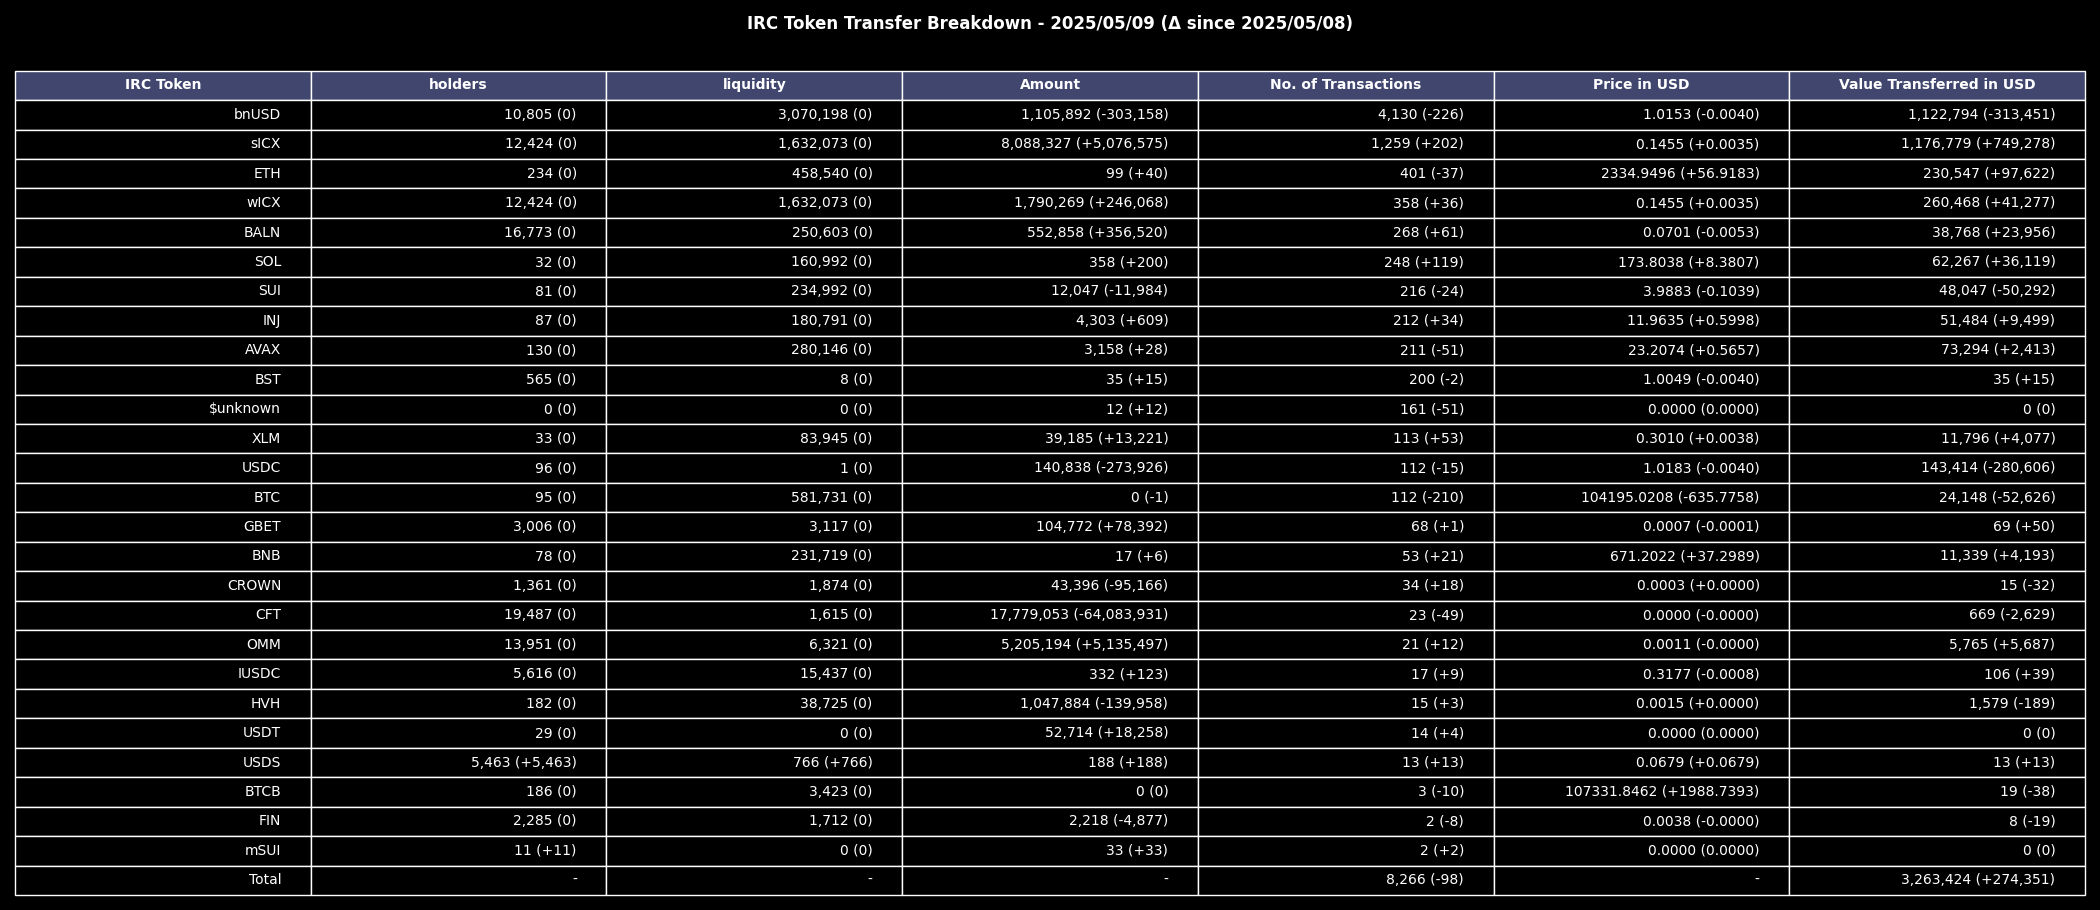 IRC Token Transfer Breakdown - 2025/05/09 (Δ since 2025/05/08)
IRC Token holders liquidity Amount No. of Transactions Price in USD Value Transferred in USD
bnUSD 10,805 (0) 3,070,198 (0) 1,105,892 (-303,158) 4,130 (-226) 1.0153 (-0.0040) 1,122,794 (-313,451)
sICX 12,424 (0) 1,632,073 (0) 8,088,327 (+5,076,575) 1,259 (+202) 0.1455 (+0.0035) 1,176,779 (+749,278)
ETH 234 (0) 458,540 (0) 99 (+40) 401 (-37) 2334.9496 (+56.9183) 230,547 (+97,622)
wICX 12,424 (0) 1,632,073 (0) 1,790,269 (+246,068) 358 (+36) 0.1455 (+0.0035) 260,468 (+41,277)
BALN 16,773 (0) 250,603 (0) 552,858 (+356,520) 268 (+61) 0.0701 (-0.0053) 38,768 (+23,956)
SOL 32 (0) 160,992 (0) 358 (+200) 248 (+119) 173.8038 (+8.3807) 62,267 (+36,119)
SUI 81 (0) 234,992 (0) 12,047 (-11,984) 216 (-24) 3.9883 (-0.1039) 48,047 (-50,292)
INJ 87 (0) 180,791 (0) 4,303 (+609) 212 (+34) 11.9635 (+0.5998) 51,484 (+9,499)
AVAX 130 (0) 280,146 (0) 3,158 (+28) 211 (-51) 23.2074 (+0.5657) 73,294 (+2,413)
BST 565 (0) 8 (0) 35 (+15) 200 (-2) 1.0049 (-0.0040) 35 (+15)
$unknown 0 (0) 0 (0) 12 (+12) 161 (-51) 0.0000 (0.0000) 0 (0)
XLM 33 (0) 83,945 (0) 39,185 (+13,221) 113 (+53) 0.3010 (+0.0038) 11,796 (+4,077)
USDC 96 (0) 1 (0) 140,838 (-273,926) 112 (-15) 1.0183 (-0.0040) 143,414 (-280,606)
BTC 95 (0) 581,731 (0) 0 (-1) 112 (-210) 104195.0208 (-635.7758) 24,148 (-52,626)
GBET 3,006 (0) 3,117 (0) 104,772 (+78,392) 68 (+1) 0.0007 (-0.0001) 69 (+50)
BNB 78 (0) 231,719 (0) 17 (+6) 53 (+21) 671.2022 (+37.2989) 11,339 (+4,193)
CROWN 1,361 (0) 1,874 (0) 43,396 (-95,166) 34 (+18) 0.0003 (+0.0000) 15 (-32)
CFT 19,487 (0) 1,615 (0) 17,779,053 (-64,083,931) 23 (-49) 0.0000 (-0.0000) 669 (-2,629)
OMM 13,951 (0) 6,321 (0) 5,205,194 (+5,135,497) 21 (+12) 0.0011 (-0.0000) 5,765 (+5,687)
IUSDC 5,616 (0) 15,437 (0) 332 (+123) 17 (+9) 0.3177 (-0.0008) 106 (+39)
HVH 182 (0) 38,725 (0) 1,047,884 (-139,958) 15 (+3) 0.0015 (+0.0000) 1,579 (-189)
USDT 29 (0) 0 (0) 52,714 (+18,258) 14 (+4) 0.0000 (0.0000) 0 (0)
USDS 5,463 (+5,463) 766 (+766) 188 (+188) 13 (+13) 0.0679 (+0.0679) 13 (+13)
BTCB 186 (0) 3,423 (0) 0 (0) 3 (-10) 107331.8462 (+1988.7393) 19 (-38)
FIN 2,285 (0) 1,712 (0) 2,218 (-4,877) 2 (-8) 0.0038 (-0.0000) 8 (-19)
mSUI 11 (+11) 0 (0) 33 (+33) 2 (+2) 0.0000 (0.0000) 0 (0)
Total - - - 8,266 (-98) - 3,263,424 (+274,351)